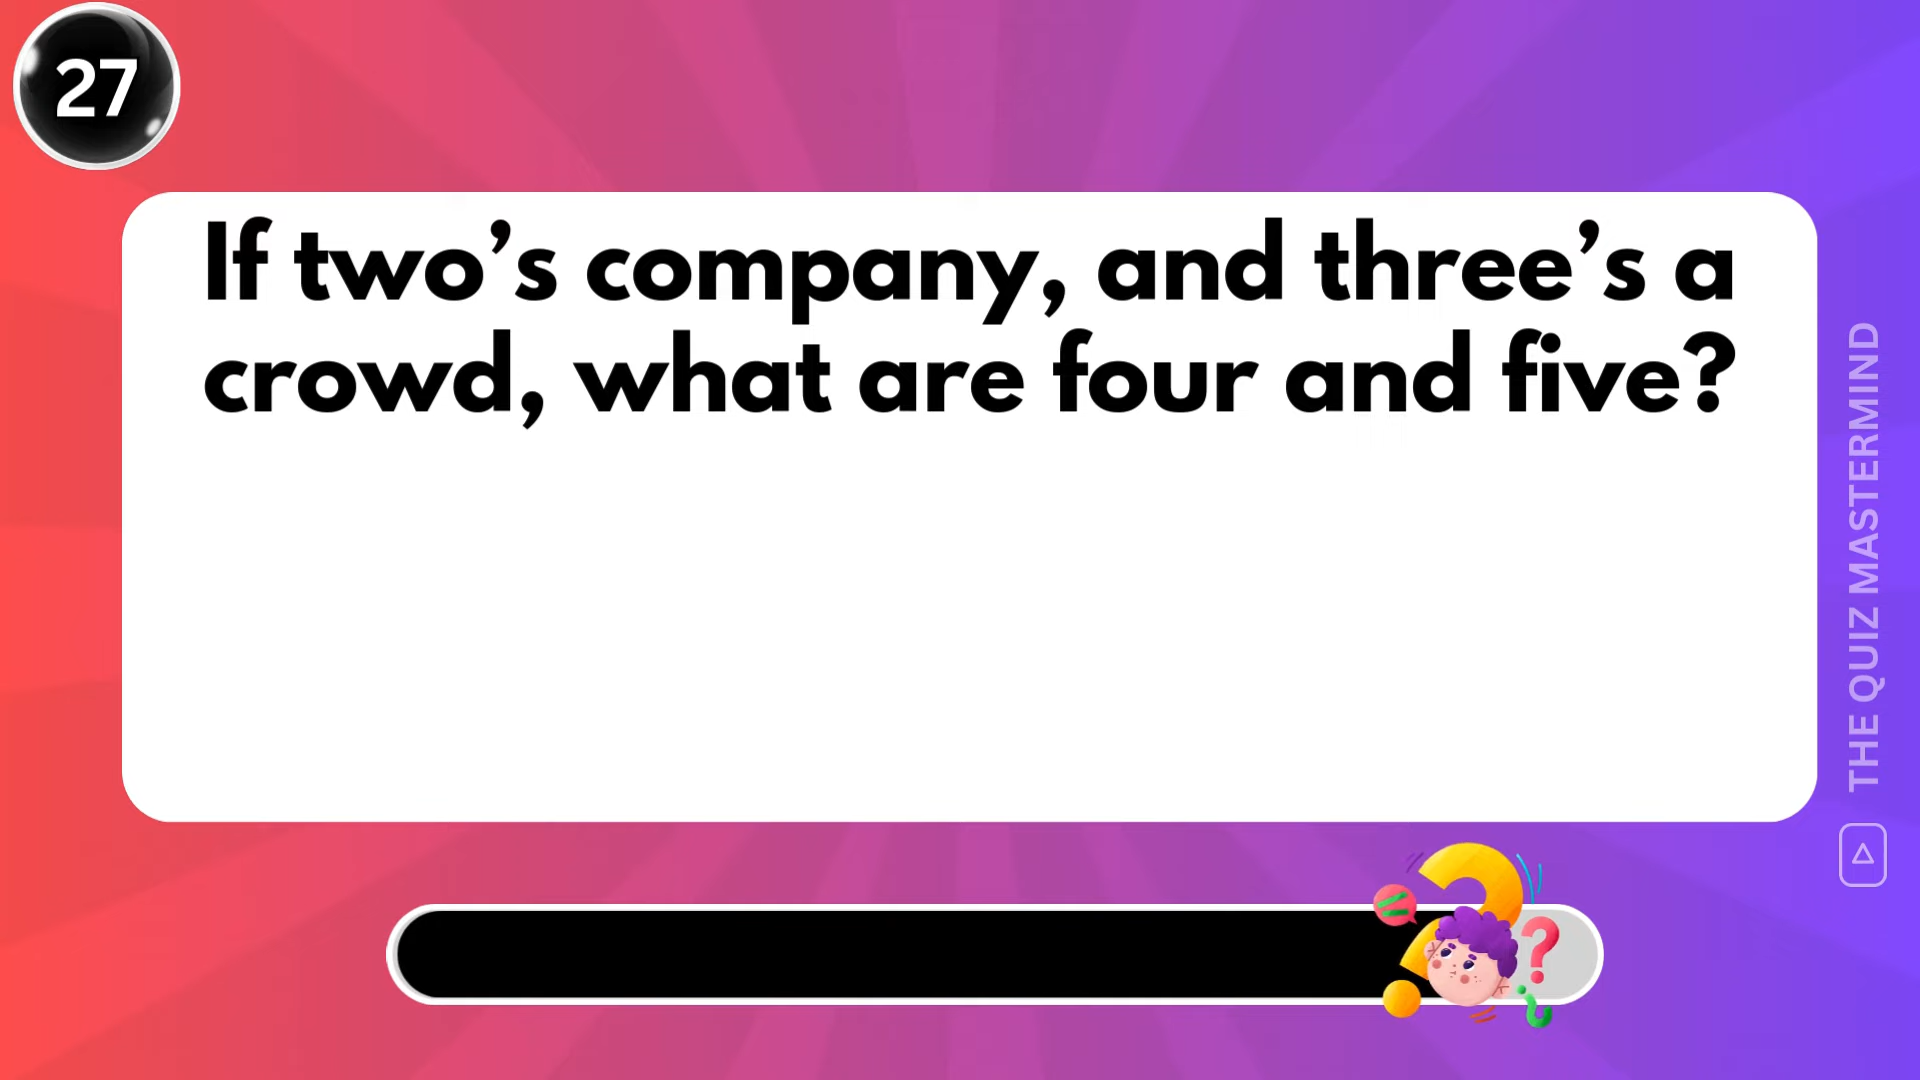 27
If two’s company, and three’s a
crowd, what are four and five?
THE QUIZ MASTERMIND